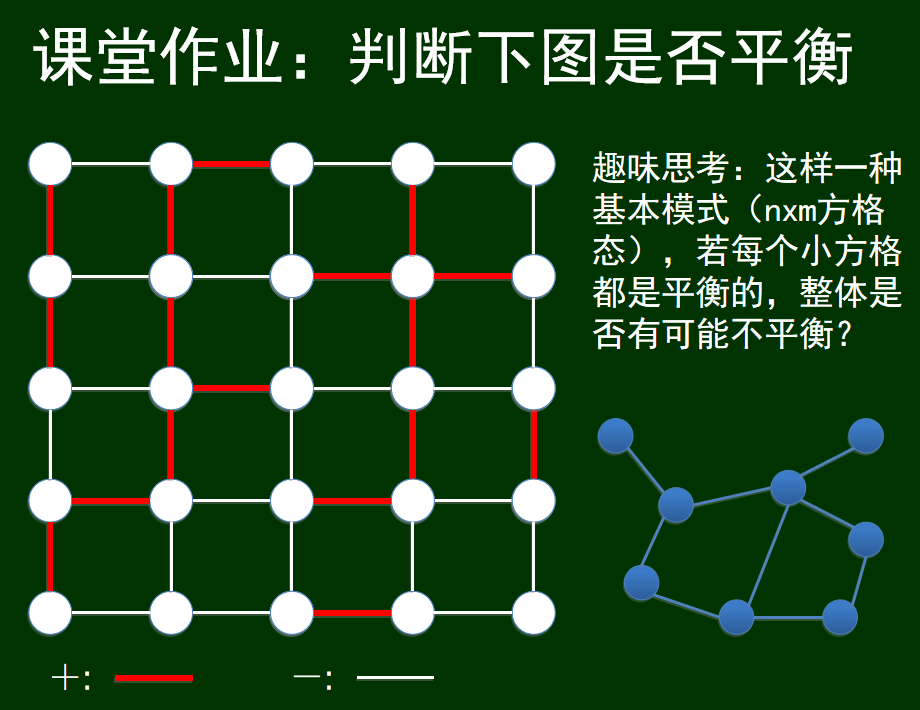 课堂作业：判断下图是否平衡
趣味思考：这样一种
基本模式（nxm方格
态），若每个小方格
都是平衡的，整体是
否有可能不平衡？
十： 一：